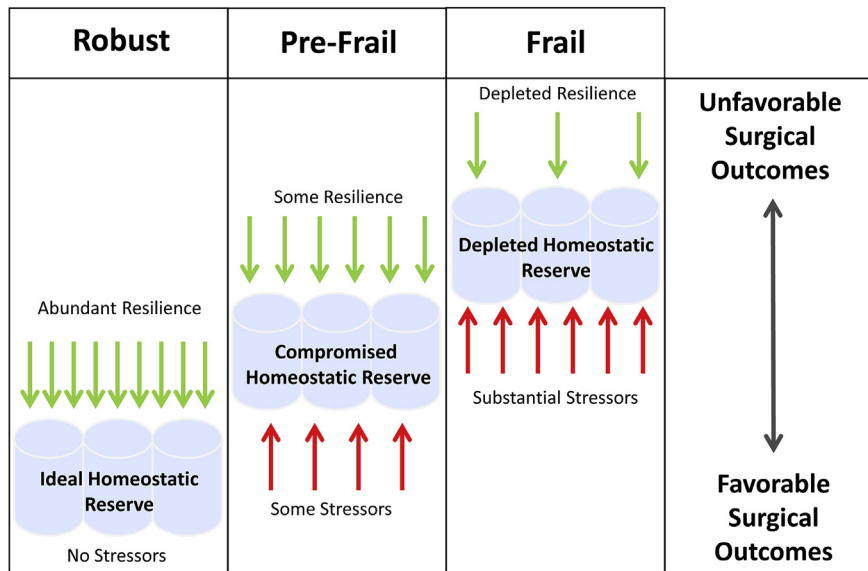 Robust
Pre-Frail
Frail
Abundant Resilience
Ideal Homeostatic
Reserve
No Stressors
Some Resilience
Compromised
Homeostatic Reserve
Some Stressors
Depleted Resilience
Depleted Homeostatic
Reserve
Substantial Stressors
Unfavorable
Surgical
Outcomes
Favorable
Surgical
Outcomes